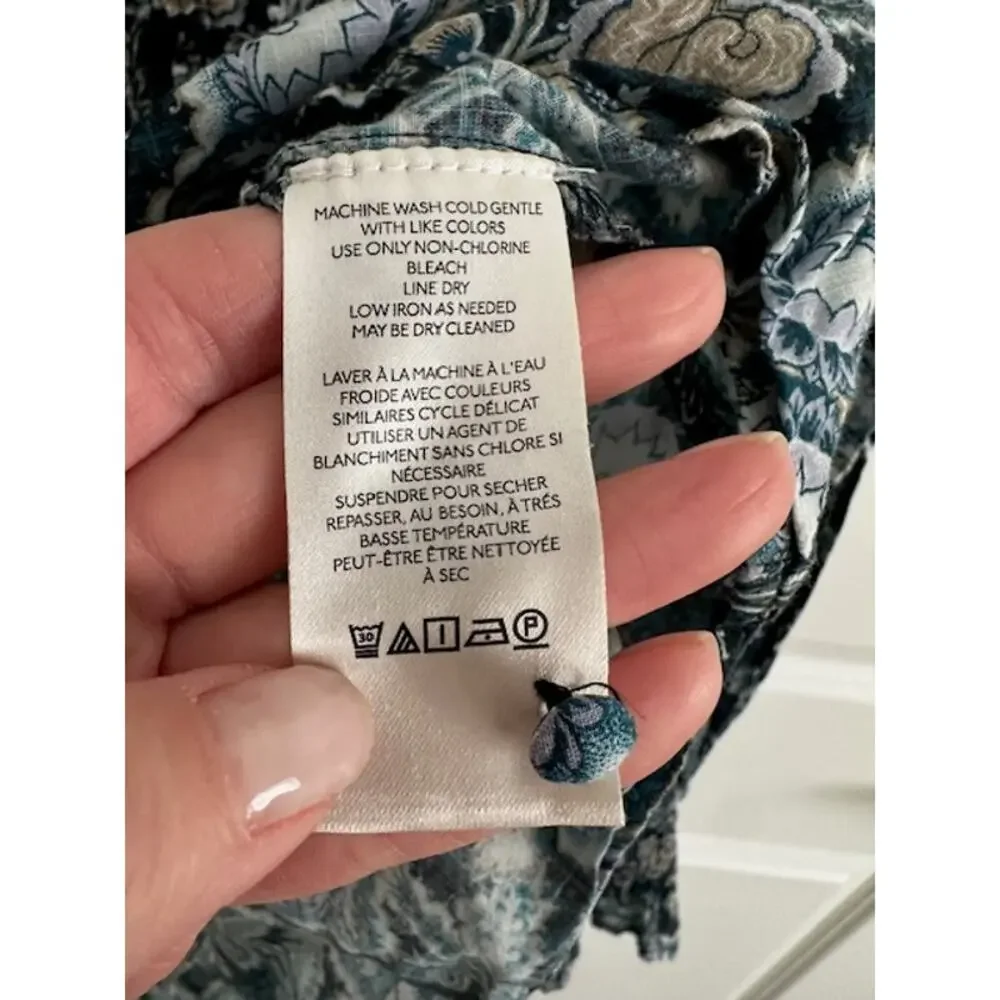 MACHINE WASH COLD GENTLE
WITH LIKE COLORS
USE ONLY NON-CHLORINE
BLEACH
LINE DRY
LOW IRON AS NEEDED
MAY BE DRY CLEANED
LAVER À LA MACHINE À L'EAU
FROIDE AVEC COULEURS
SIMILAIRES CYCLE DÉLICAT
UTILISER UN AGENT DE
BLANCHIMENT SANS CHLORE SI
NÉCESSAIRE
SUSPENDRE POUR SECHER
REPASSER, AU BESOIN, À TRÉS
BASSE TEMPÉRATURE
PEUT-ÊTRE ÊTRE NETTOYÉE
À SEC
30 P